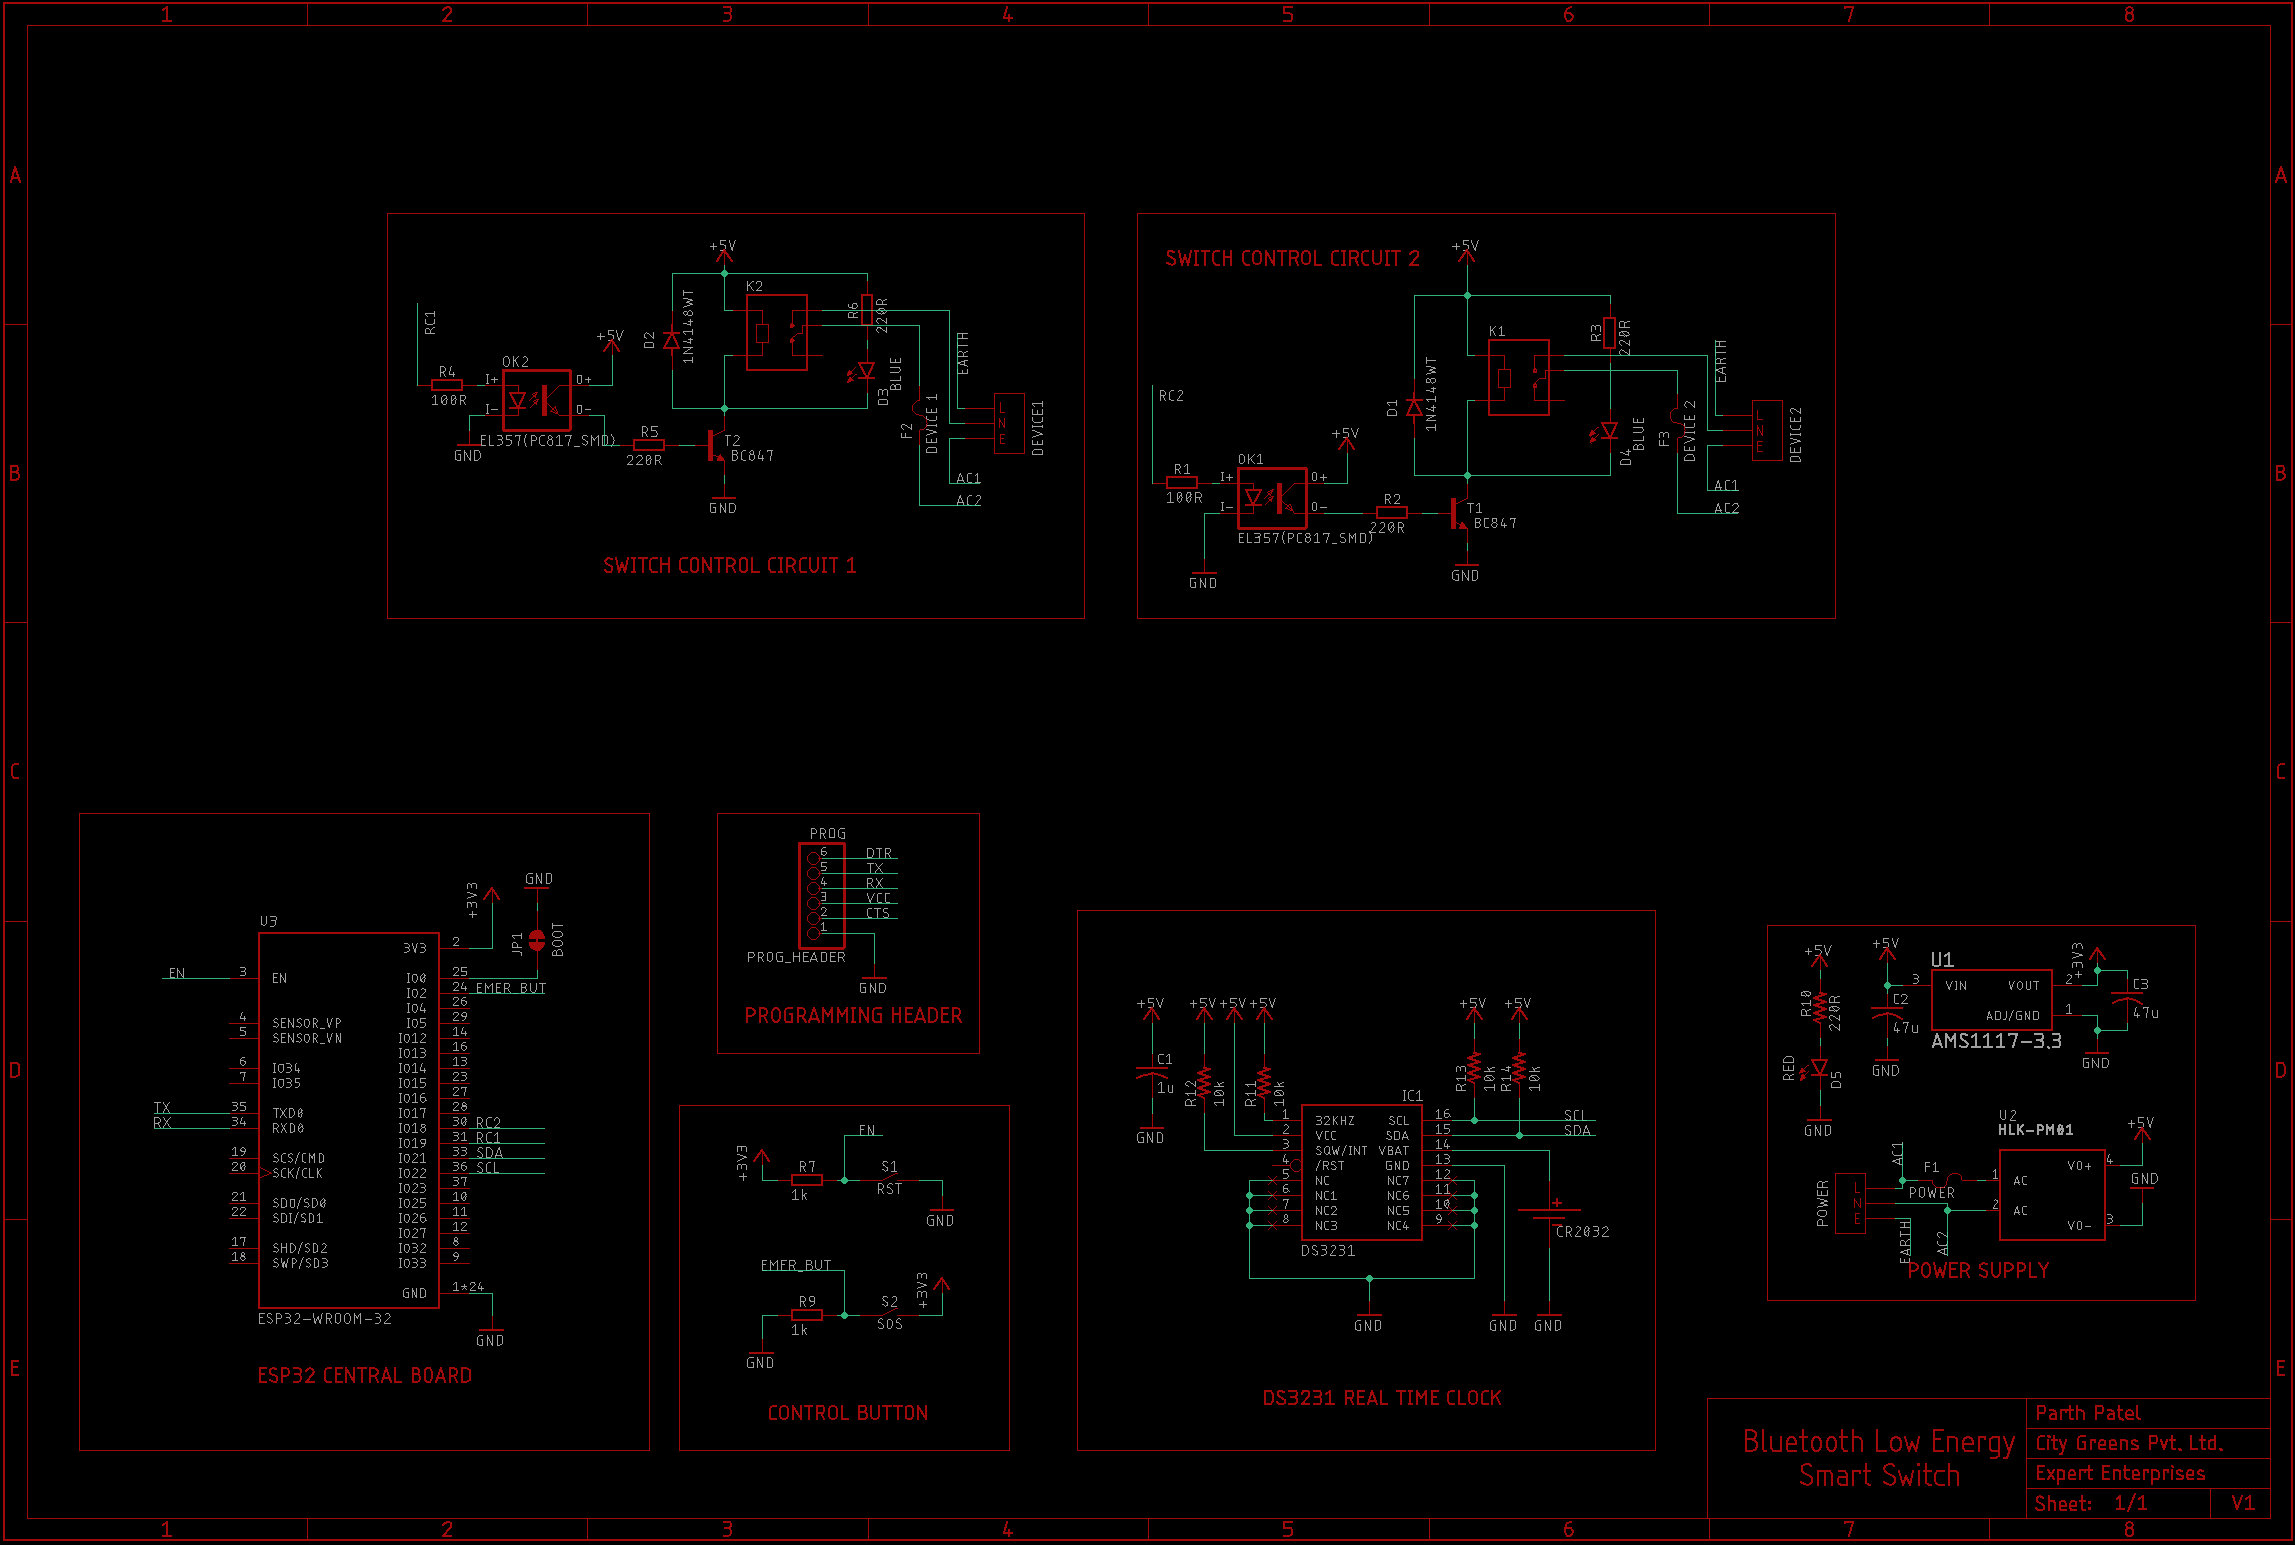 1 2 3 4 5 6 7 8
A A
B B
C C
D D
E E
+5V
K2
R6
220R
D2
1N4148WT
RC1
+5V
OK2
R4
100R
I+
I-
O+
O-
GND
EL357(PC817_SMD)
R5
220R
T2
BC847
GND
D3
BLUE
F2
DEVICE 1
EARTH
L
N
E
DEVICE1
AC1
AC2
SWITCH CONTROL CIRCUIT 1
SWITCH CONTROL CIRCUIT 2
+5V
K1
R3
220R
D1
1N4148WT
RC2
+5V
OK1
R1
100R
I+
I-
O+
O-
GND
EL357(PC817_SMD)
R2
220R
T1
BC847
GND
D4
BLUE
F3
DEVICE 2
EARTH
L
N
E
DEVICE2
AC1
AC2
U3
+3V3
GND
JP1
BOOT
EN 3 EN
4 SENSOR_VP
5 SENSOR_VN
6 IO34
7 IO35
TX 35 TXD0
RX 34 RXD0
19 SCS/CMD
20 SCK/CLK
21 SDO/SD0
22 SDI/SD1
17 SHD/SD2
18 SWP/SD3
3V3 2
IO0 25
IO2 24 EMER_BUT
IO4 26
IO5 29
IO12 14
IO13 16
IO14 13
IO15 23
IO16 27
IO17 28
IO18 30 RC2
IO19 31 RC1
IO21 33 SDA
IO22 36 SCL
IO23 37
IO25 10
IO26 11
IO27 12
IO32 8
IO33 9
GND 1*24
GND
ESP32-WROOM-32
ESP32 CENTRAL BOARD
PROG
6 DTR
5 TX
4 RX
3 VCC
2 CTS
1
PROG_HEADER
GND
PROGRAMMING HEADER
+3V3
EN
R7
1k
S1
RST
GND
EMER_BUT
R9
1k
S2
SOS
+3V3
GND
CONTROL BUTTON
+5V +5V +5V +5V +5V +5V
C1
1u
GND
R12
10k
R11
10k
R13
10k
R14
10k
IC1
1 32KHZ
2 VCC
3 SQW/INT
4 /RST
5 NC
6 NC1
7 NC2
8 NC3
SCL 16 SCL
SDA 15 SDA
VBAT 14
GND 13
NC7 12
NC6 11
NC5 10
NC4 9
DS3231
+
-
CR2032
GND GND GND
DS3231 REAL TIME CLOCK
+5V
R10
220R
RED
D5
GND
+5V
C2
47u
GND
U1
3 VIN
VOUT 2
ADJ/GND 1
AMS1117-3.3
+3V3
C3
47u
GND
U2
HLK-PM01
POWER
L
N
E
AC1
F1
POWER
EARTH
AC2
1 AC
2 AC
VO+ 4
VO- 3
+5V
GND
POWER SUPPLY
Bluetooth Low Energy
Smart Switch
Parth Patel
City Greens Pvt. Ltd.
Expert Enterprises
Sheet: 1/1 V1
1 2 3 4 5 6 7 8